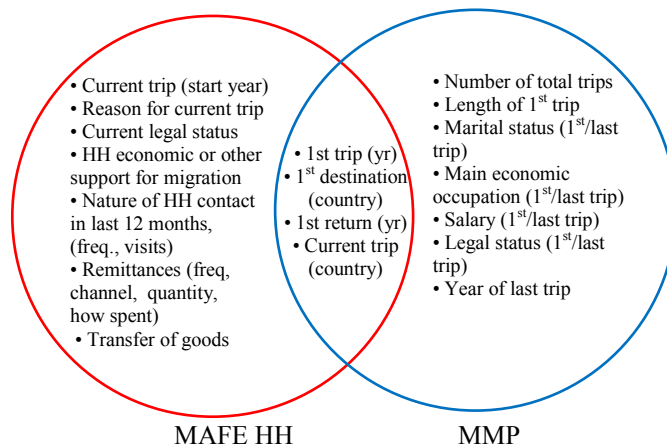 • Current trip (start year)
• Reason for current trip
• Current legal status
• HH economic or other
support for migration
• Nature of HH contact
in last 12 months,
(freq., visits)
• Remittances (freq,
channel, quantity,
how spent)
• Transfer of goods
• 1st trip (yr)
• 1st destination
(country)
• 1st return (yr)
• Current trip
(country)
• Number of total trips
• Length of 1st trip
• Marital status (1st/last
trip)
• Main economic
occupation (1st/last trip)
• Salary (1st/last trip)
• Legal status (1st/last
trip)
• Year of last trip
MAFE HH
MMP